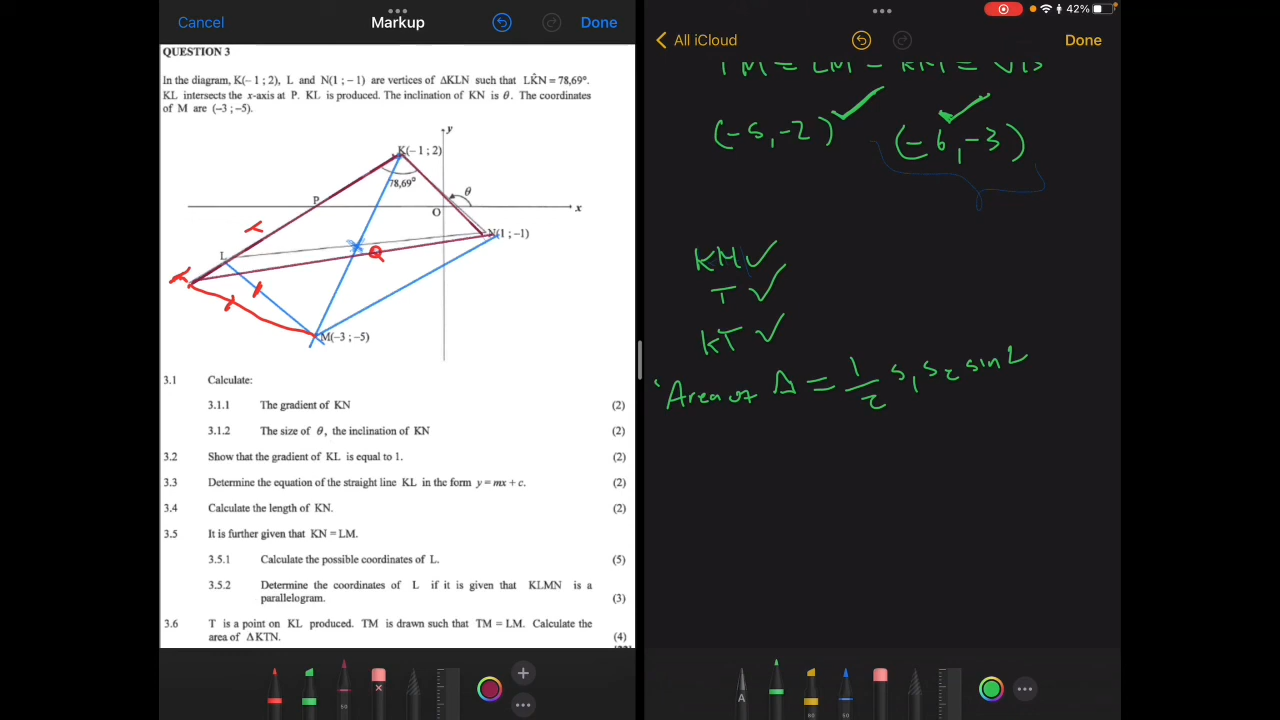 Cancel
Markup
Done
QUESTION 3
In the diagram, K(– 1 ; 2), L and N(1 ; –1) are vertices of ΔKLN such that LK̂N = 78,69°.
KL intersects the x-axis at P. KL is produced. The inclination of KN is θ. The coordinates
of M are (–3 ; –5).
y
K(–1 ; 2)
78,69°
θ
P
O
x
N(1 ; –1)
L
M(–3 ; –5)
3.1 Calculate:
3.1.1 The gradient of KN (2)
3.1.2 The size of θ, the inclination of KN (2)
3.2 Show that the gradient of KL is equal to 1. (2)
3.3 Determine the equation of the straight line KL in the form y = mx + c. (2)
3.4 Calculate the length of KN. (2)
3.5 It is further given that KN = LM.
3.5.1 Calculate the possible coordinates of L. (5)
3.5.2 Determine the coordinates of L if it is given that KLMN is a
parallelogram. (3)
3.6 T is a point on KL produced. TM is drawn such that TM = LM. Calculate the
area of ΔKTN. (4)
42%
All iCloud
Done
(-5,-2) ✓ (-6,-3) ✓
KM ✓
T ✓
KT ✓
Area of Δ = 1/2 s₁ s₂ sin 2